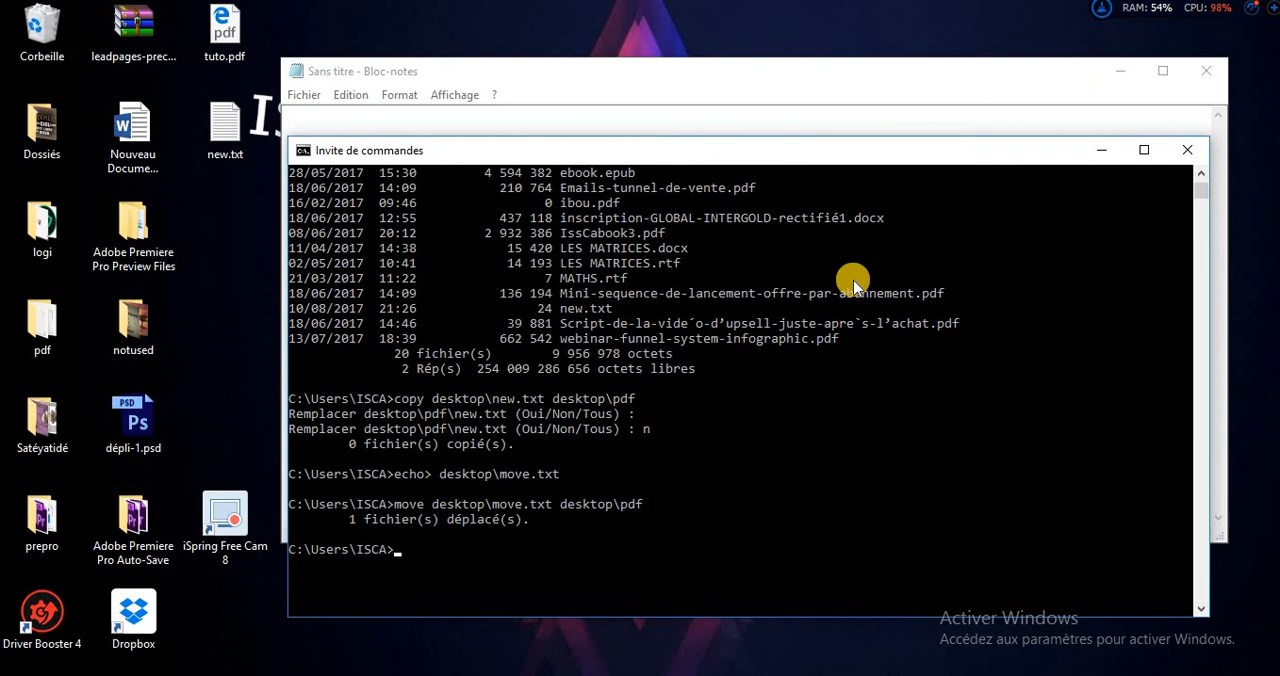 RAM: 54% CPU: 98%
Corbeille
leadpages-prec...
tuto.pdf
Sans titre - Bloc-notes
Fichier Edition Format Affichage ?
Dossiés
Nouveau Docume...
new.txt
logi
Adobe Premiere Pro Preview Files
pdf
notused
Satéyatidé
dépli-1.psd
prepro
Adobe Premiere Pro Auto-Save
iSpring Free Cam 8
Driver Booster 4
Dropbox
Invite de commandes
28/05/2017 15:30 4 594 382 ebook.epub
18/06/2017 14:09 210 764 Emails-tunnel-de-vente.pdf
16/02/2017 09:46 0 ibou.pdf
18/06/2017 12:55 437 118 inscription-GLOBAL-INTERGOLD-rectifié1.docx
08/06/2017 20:12 2 932 386 IssCabook3.pdf
11/04/2017 14:38 15 420 LES MATRICES.docx
02/05/2017 10:41 14 193 LES MATRICES.rtf
21/03/2017 11:22 7 MATHS.rtf
18/06/2017 14:09 136 194 Mini-sequence-de-lancement-offre-par-abonnement.pdf
10/08/2017 21:26 24 new.txt
18/06/2017 14:46 39 881 Script-de-la-vide´o-d’upsell-juste-apre`s-l’achat.pdf
13/07/2017 18:39 662 542 webinar-funnel-system-infographic.pdf
20 fichier(s) 9 956 978 octets
2 Rép(s) 254 009 286 656 octets libres
C:\Users\ISCA>copy desktop\new.txt desktop\pdf
Remplacer desktop\pdf\new.txt (Oui/Non/Tous) :
Remplacer desktop\pdf\new.txt (Oui/Non/Tous) : n
0 fichier(s) copié(s).
C:\Users\ISCA>echo> desktop\move.txt
C:\Users\ISCA>move desktop\move.txt desktop\pdf
1 fichier(s) déplacé(s).
C:\Users\ISCA>_
Activer Windows
Accédez aux paramètres pour activer Windows.